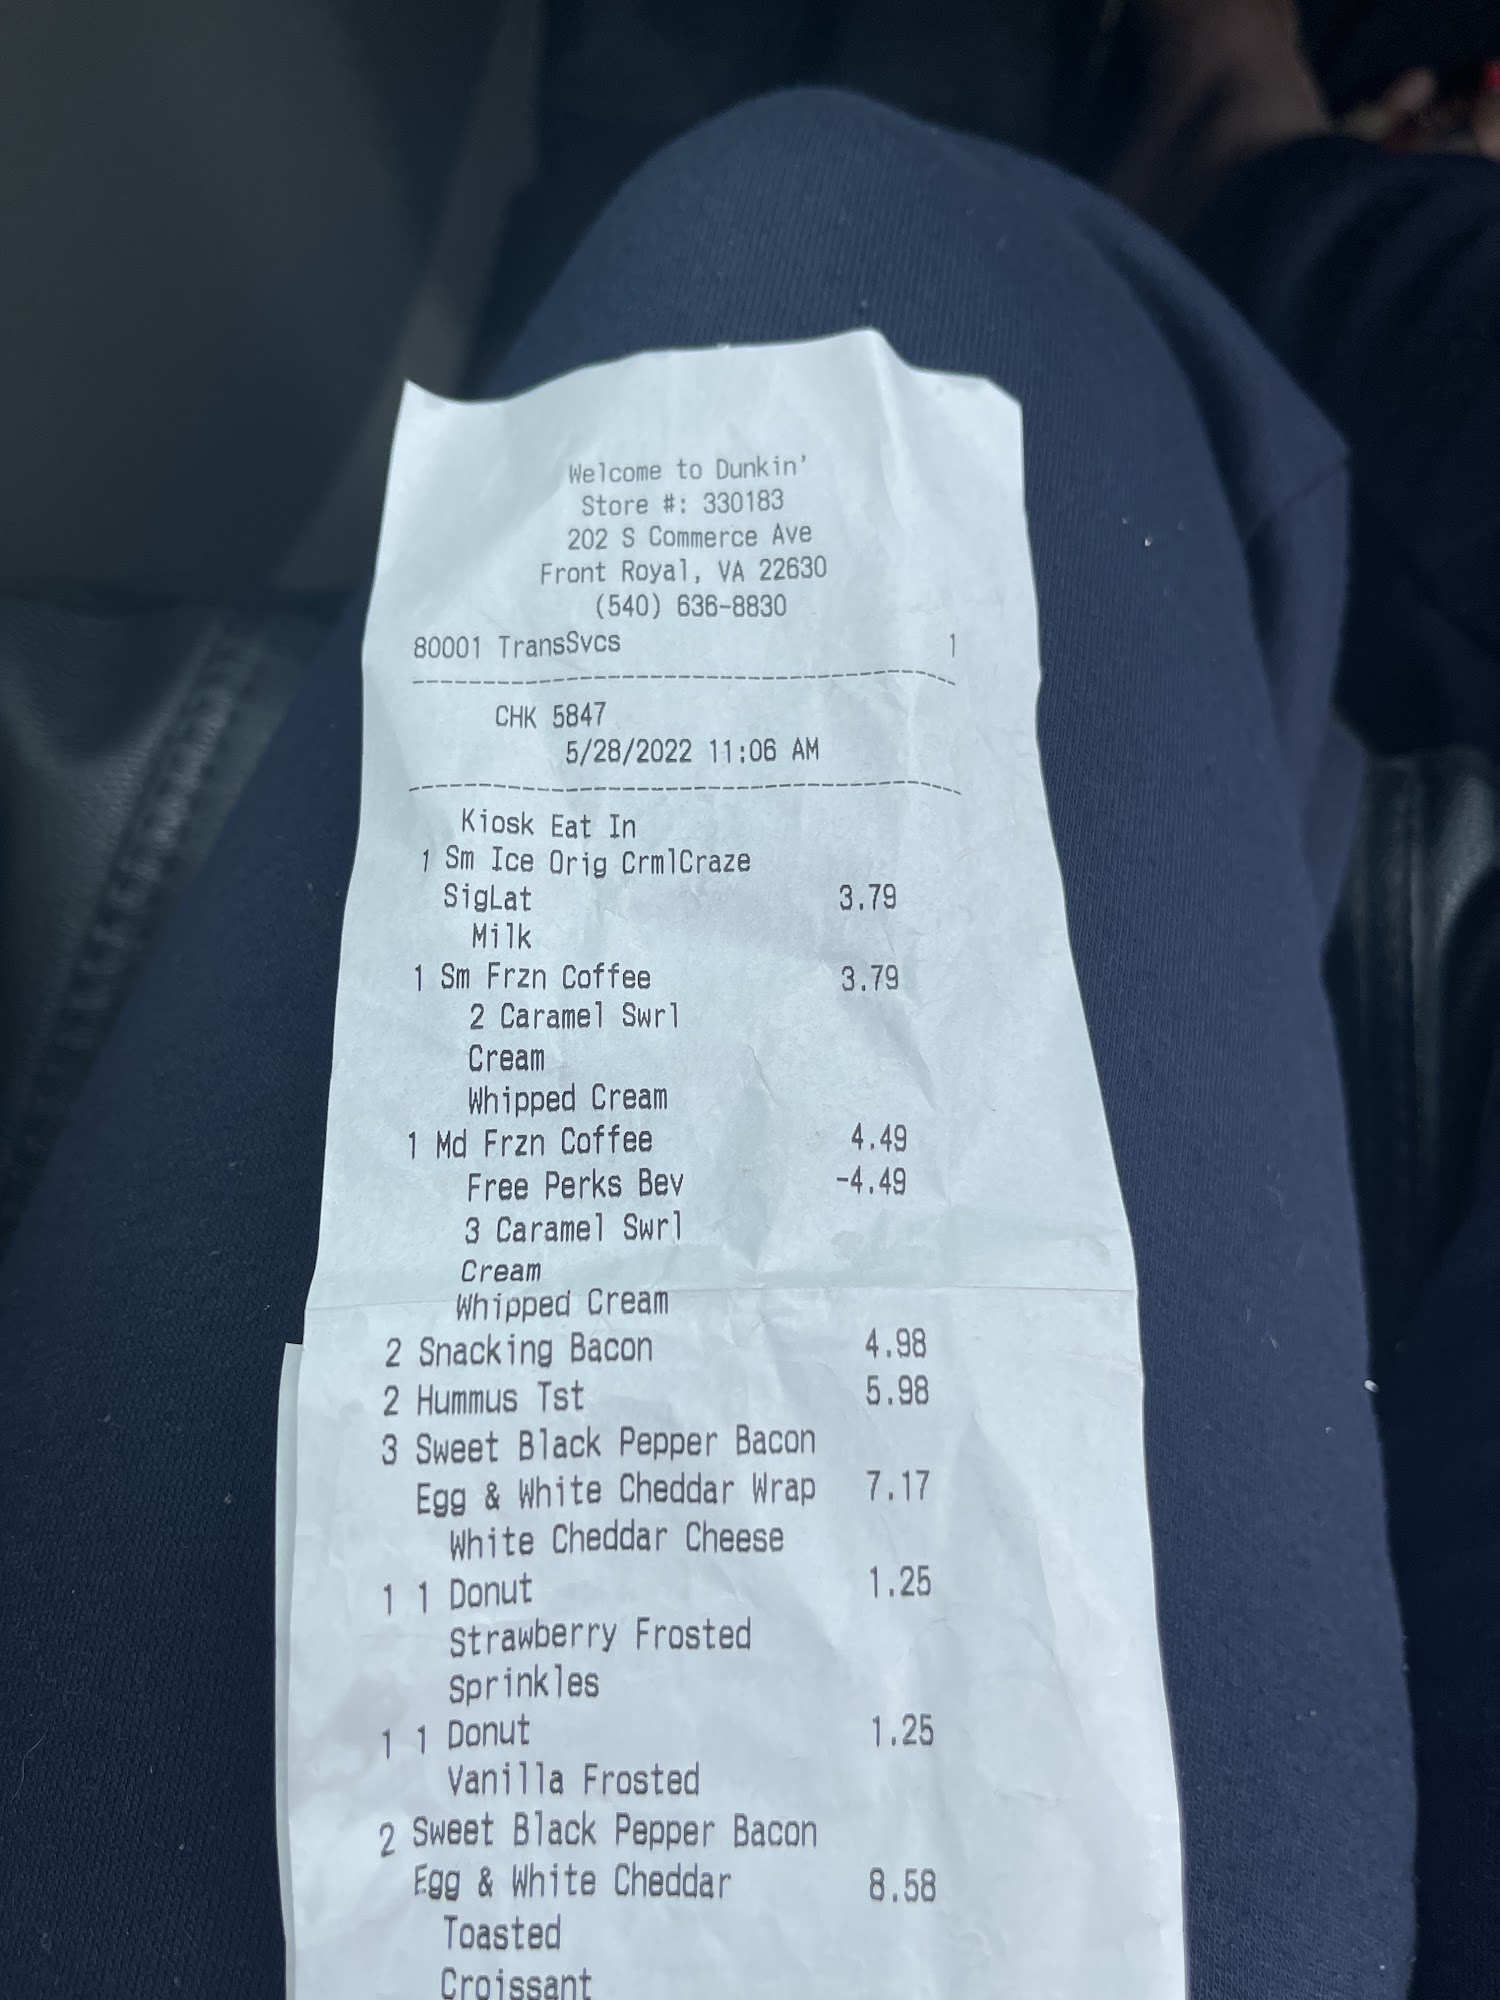 Welcome to Dunkin'
Store #: 330183
202 S Commerce Ave
Front Royal, VA 22630
(540) 636-8830
80001 TransSvcs 1
CHK 5847
5/28/2022 11:06 AM
Kiosk Eat In
1 Sm Ice Orig CrmlCraze
SigLat 3.79
Milk
1 Sm Frzn Coffee 3.79
2 Caramel Swrl
Cream
Whipped Cream
1 Md Frzn Coffee 4.49
Free Perks Bev -4.49
3 Caramel Swrl
Cream
Whipped Cream
2 Snacking Bacon 4.98
2 Hummus Tst 5.98
3 Sweet Black Pepper Bacon
Egg & White Cheddar Wrap 7.17
White Cheddar Cheese
1 1 Donut 1.25
Strawberry Frosted
Sprinkles
1 1 Donut 1.25
Vanilla Frosted
2 Sweet Black Pepper Bacon
Egg & White Cheddar 8.58
Toasted
Croissant